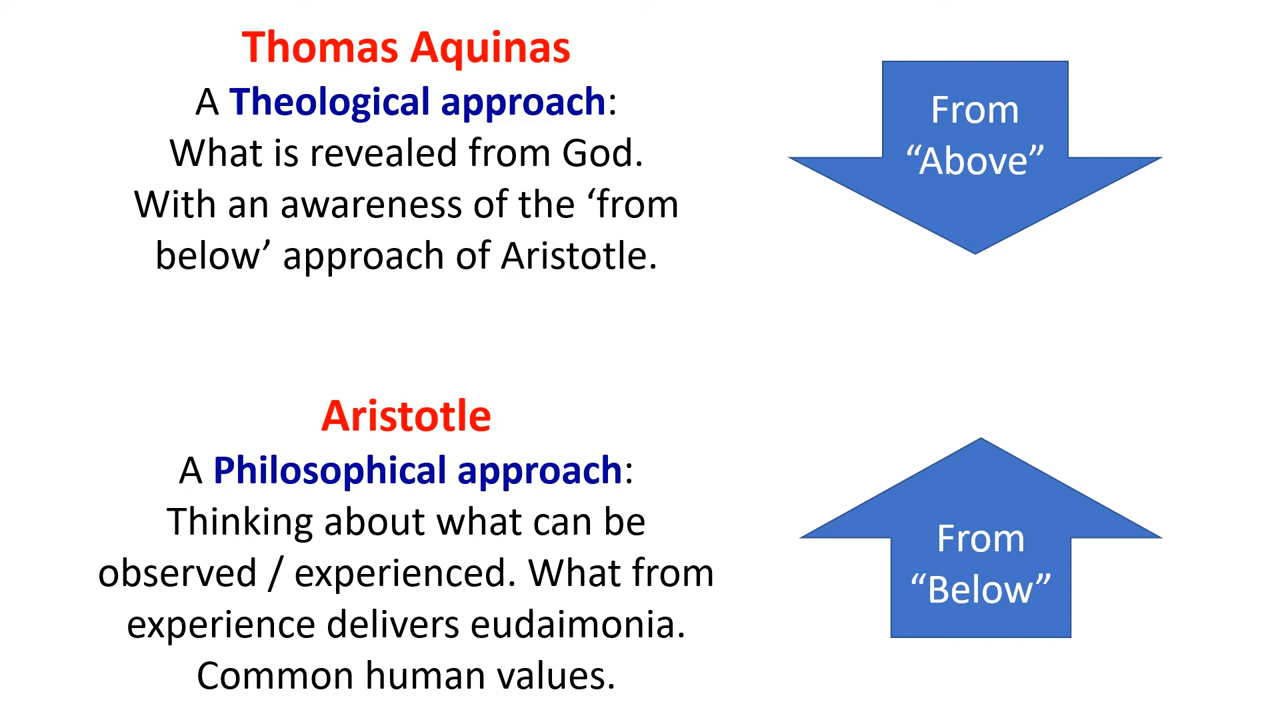 Thomas Aquinas
A Theological approach:
What is revealed from God.
With an awareness of the ‘from
below’ approach of Aristotle.
From
“Above”
Aristotle
A Philosophical approach:
Thinking about what can be
observed / experienced. What from
experience delivers eudaimonia.
Common human values.
From
“Below”